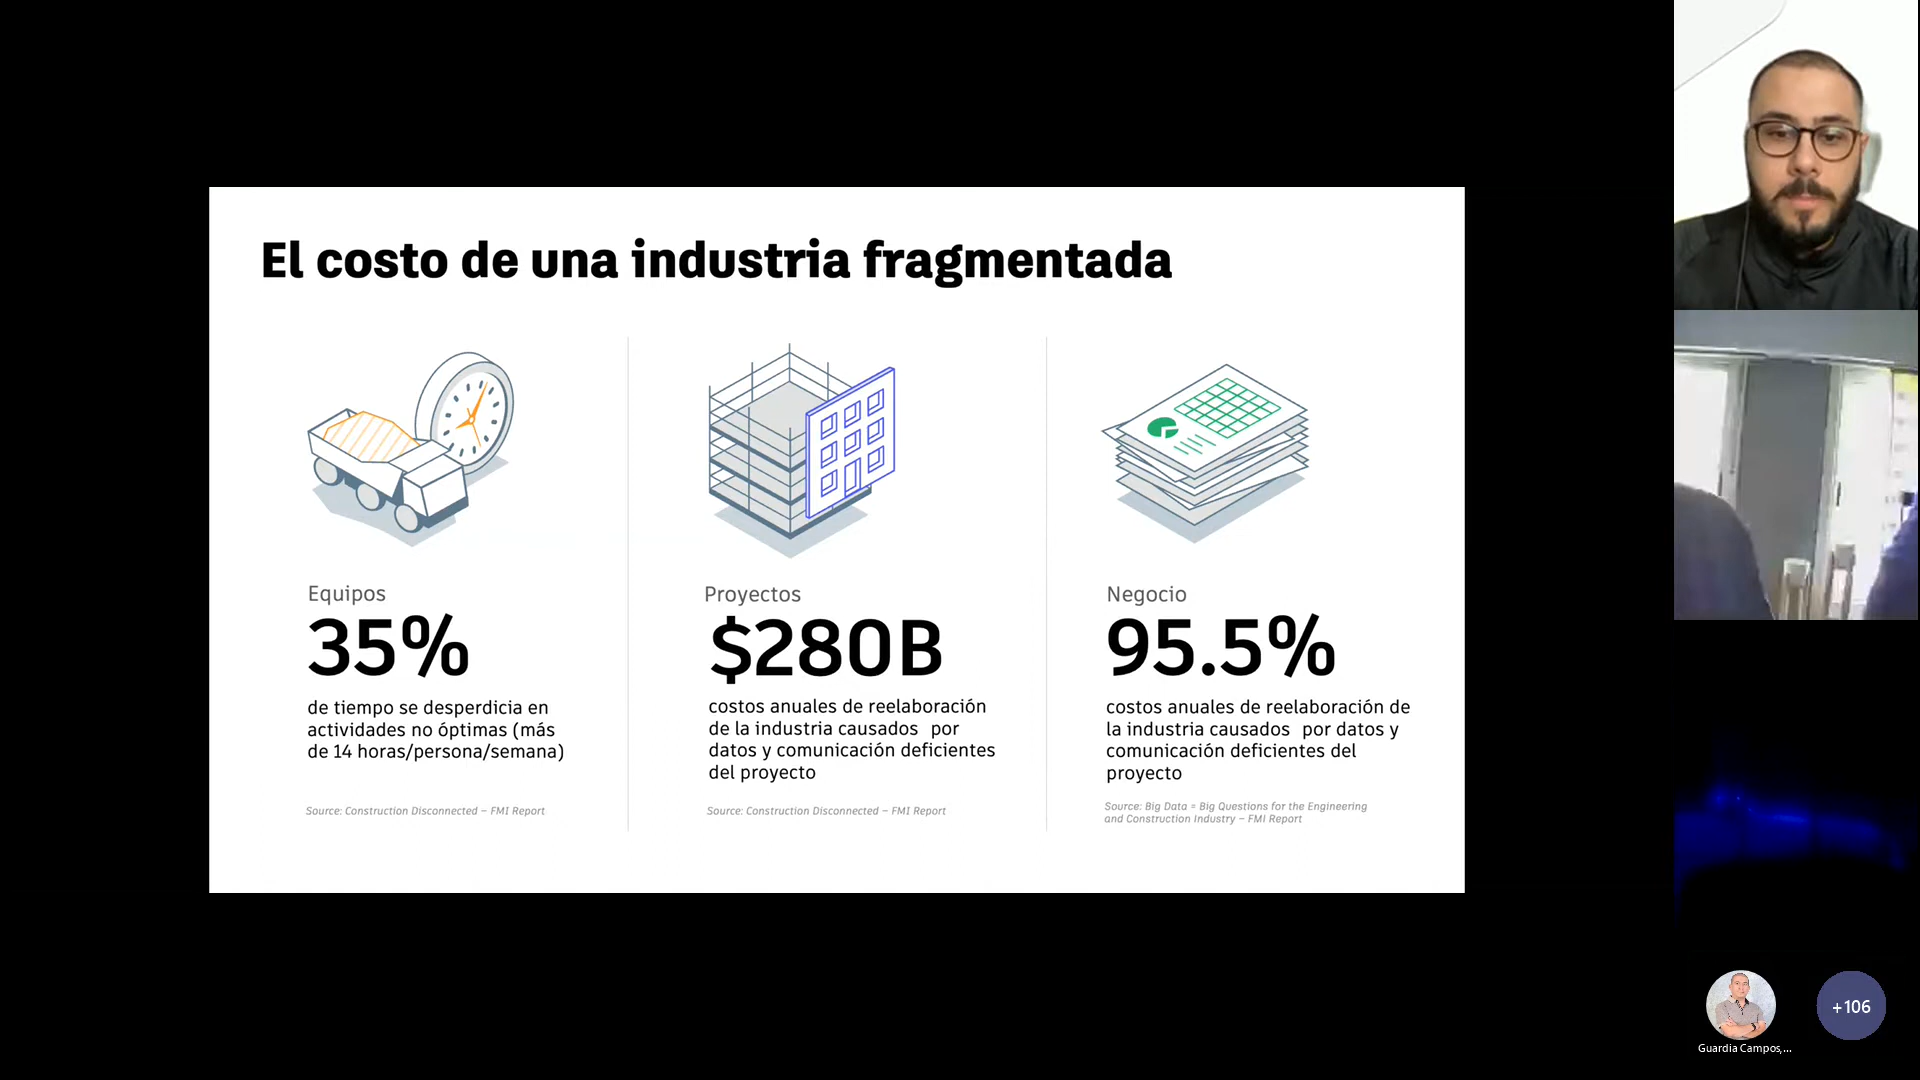 El costo de una industria fragmentada
Equipos
35%
de tiempo se desperdicia en
actividades no óptimas (más
de 14 horas/persona/semana)
Source: Construction Disconnected – FMI Report
Proyectos
$280B
costos anuales de reelaboración
de la industria causados por
datos y comunicación deficientes
del proyecto
Source: Construction Disconnected – FMI Report
Negocio
95.5%
costos anuales de reelaboración de
la industria causados por datos y
comunicación deficientes del
proyecto
Source: Big Data = Big Questions for the Engineering
and Construction Industry – FMI Report
Guardia Campos,...
+106